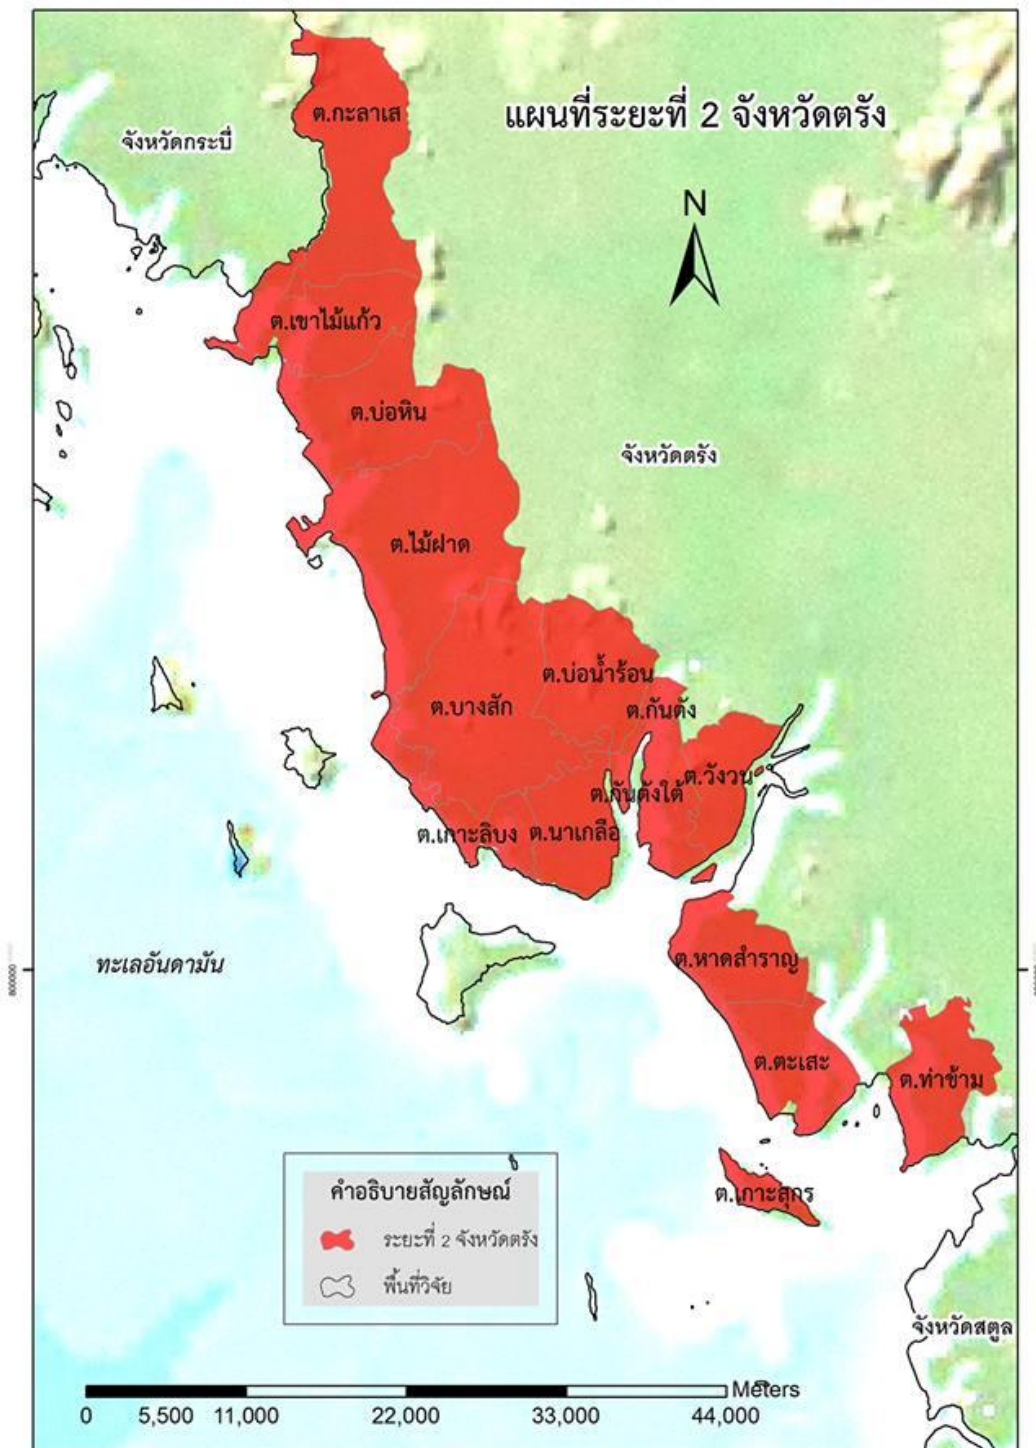 แผนที่ระยะที่ 2 จังหวัดตรัง
N
ต.กะลาเส
จังหวัดกระบี่
ต.เขาไม้แก้ว
ต.บ่อหิน
จังหวัดตรัง
ต.ไม้ฝาด
ต.บ่อน้ำร้อน
ต.บางสัก
ต.กันตัง
ต.วังวน
ต.กันตังใต้
ต.เกาะลิบง
ต.นาเกลือ
ต.หาดสำราญ
ทะเลอันดามัน
800000
ต.ตะเสะ
ต.ท่าข้าม
ต.เกาะสุกร
คำอธิบายสัญลักษณ์
ระยะที่ 2 จังหวัดตรัง
พื้นที่วิจัย
จังหวัดสตูล
Meters
0 5,500 11,000 22,000 33,000 44,000